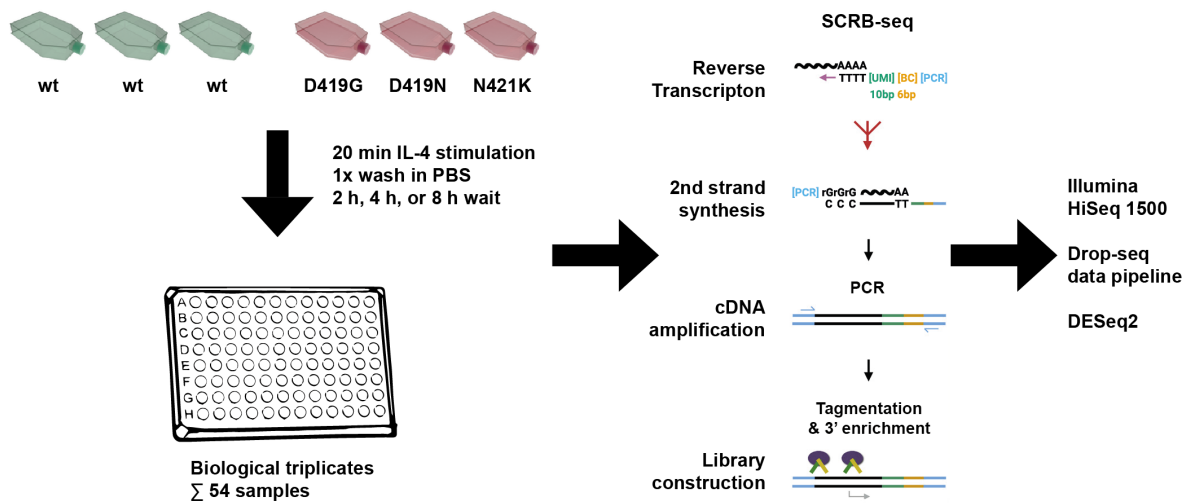 wt
wt
wt
D419G
D419N
N421K
20 min IL-4 stimulation
1x wash in PBS
2 h, 4 h, or 8 h wait
A
B
C
D
E
F
G
H
Biological triplicates
∑ 54 samples
SCRB-seq
Reverse
Transcripton
AAAA
TTTT [UMI] [BC] [PCR]
10bp 6bp
2nd strand
synthesis
[PCR] rGrGrG AA
C C C TT
PCR
cDNA
amplification
Tagmentation
& 3’ enrichment
Library
construction
Illumina
HiSeq 1500
Drop-seq
data pipeline
DESeq2